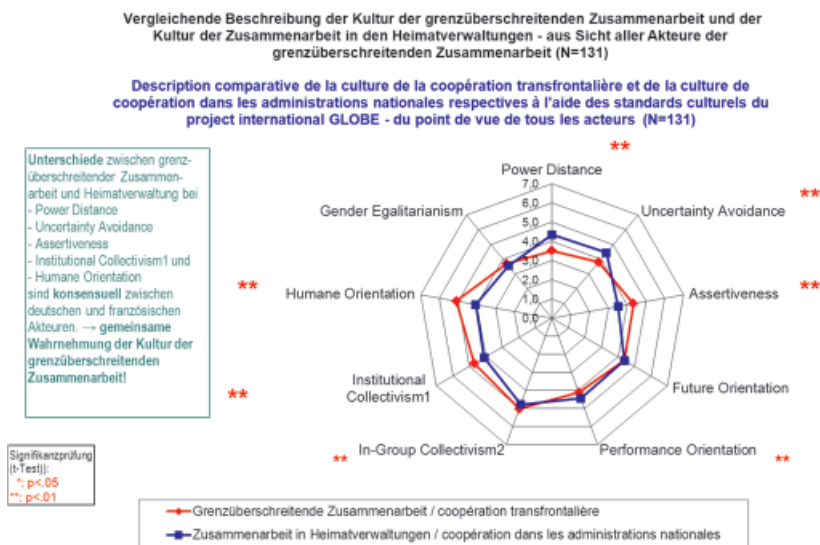 Vergleichende Beschreibung der Kultur der grenzüberschreitenden Zusammenarbeit und der
Kultur der Zusammenarbeit in den Heimatverwaltungen - aus Sicht aller Akteure der
grenzüberschreitenden Zusammenarbeit (N=131)
Description comparative de la culture de la coopération transfrontalière et de la culture de
coopération dans les administrations nationales respectives à l'aide des standards culturels du
project international GLOBE - du point de vue de tous les acteurs (N=131)
Unterschiede zwischen grenz-
überschreitender Zusammen-
arbeit und Heimatverwaltung bei
- Power Distance
- Uncertainty Avoidance
- Assertiveness
- Institutional Collectivism1 und
- Humane Orientation
sind konsensuell zwischen
deutschen und französischen
Akteuren. → gemeinsame
Wahrnehmung der Kultur der
grenzüberschreitenden
Zusammenarbeit!
Signifikanzprüfung
(t-Test)):
*: p<.05
**: p<.01
**
Power Distance
7,0
6,0
5,0
4,0
3,0
2,0
1,0
0,0
Uncertainty Avoidance
**
Assertiveness
**
Future Orientation
Performance Orientation
**
In-Group Collectivism2
**
Institutional
Collectivism1
**
Humane Orientation
**
Gender Egalitarianism
Grenzüberschreitende Zusammenarbeit / coopération transfrontalière
Zusammenarbeit in Heimatverwaltungen / coopération dans les administrations nationales